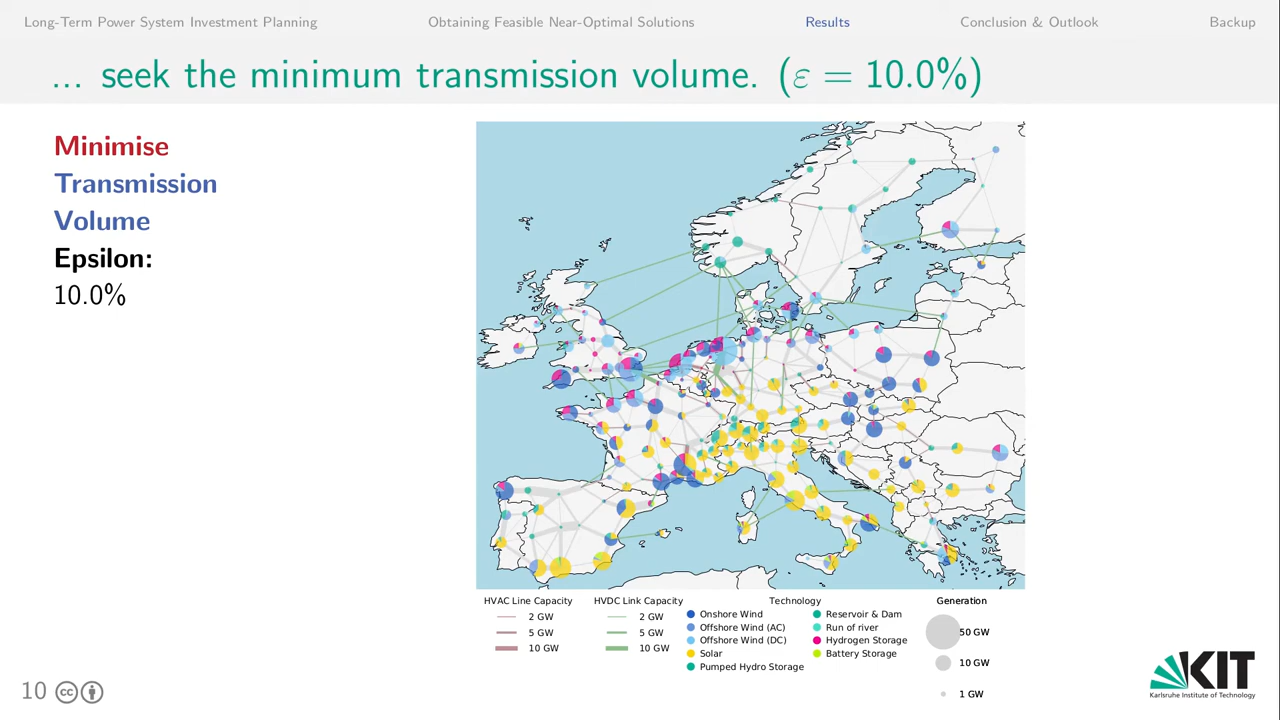 Long-Term Power System Investment Planning
Obtaining Feasible Near-Optimal Solutions
Results
Conclusion & Outlook
Backup
... seek the minimum transmission volume. (ε = 10.0%)
Minimise
Transmission
Volume
Epsilon:
10.0%
HVAC Line Capacity
2 GW
5 GW
10 GW
HVDC Link Capacity
2 GW
5 GW
10 GW
Technology
Onshore Wind
Offshore Wind (AC)
Offshore Wind (DC)
Solar
Pumped Hydro Storage
Reservoir & Dam
Run of river
Hydrogen Storage
Battery Storage
Generation
50 GW
10 GW
1 GW
10
cc
KIT
Karlsruhe Institute of Technology